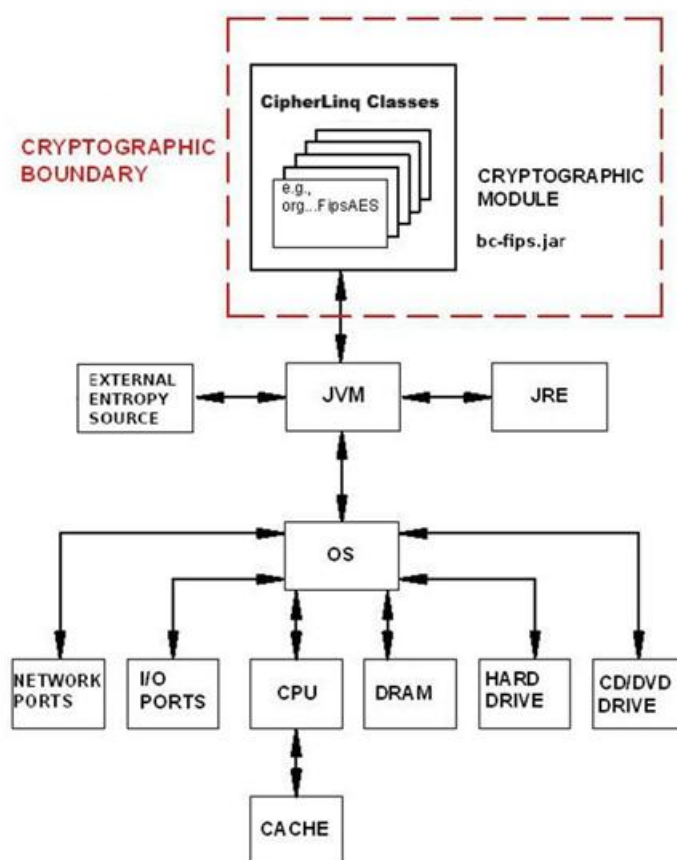 CipherLinq Classes
CRYPTOGRAPHIC
BOUNDARY
e.g.,
org...FipsAES
CRYPTOGRAPHIC
MODULE
bc-fips.jar
EXTERNAL
ENTROPY
SOURCE
JVM
JRE
OS
NETWORK
PORTS
I/O
PORTS
CPU
DRAM
HARD
DRIVE
CD/DVD
DRIVE
CACHE